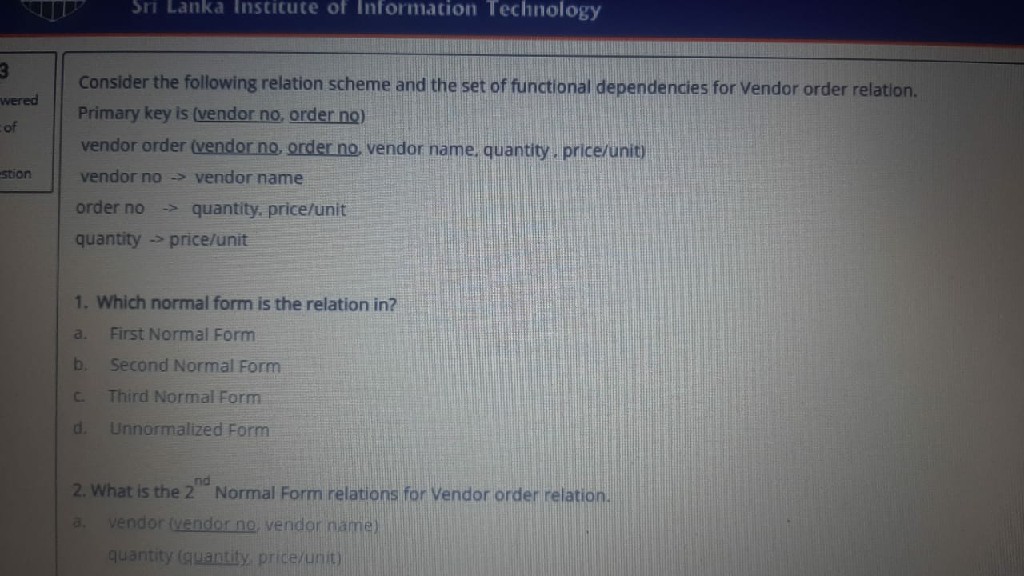 Sri Lanka Institute of Information Technology
3
wered
of
estion
Consider the following relation scheme and the set of functional dependencies for Vendor order relation.
Primary key is (vendor no, order no)
vendor order (vendor no, order no, vendor name, quantity, price/unit)
vendor no -> vendor name
order no -> quantity, price/unit
quantity -> price/unit
1. Which normal form is the relation in?
a. First Normal Form
b. Second Normal Form
c. Third Normal Form
d. Unnormalized Form
2. What is the 2nd Normal Form relations for Vendor order relation.
a. vendor (vendor no, vendor name)
quantity (quantity, price/unit)